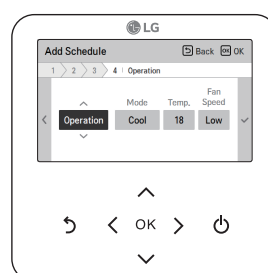 LG
Add Schedule Back OK OK
1 2 3 4 Operation
Mode Temp. Fan Speed
Operation Cool 18 Low
OK